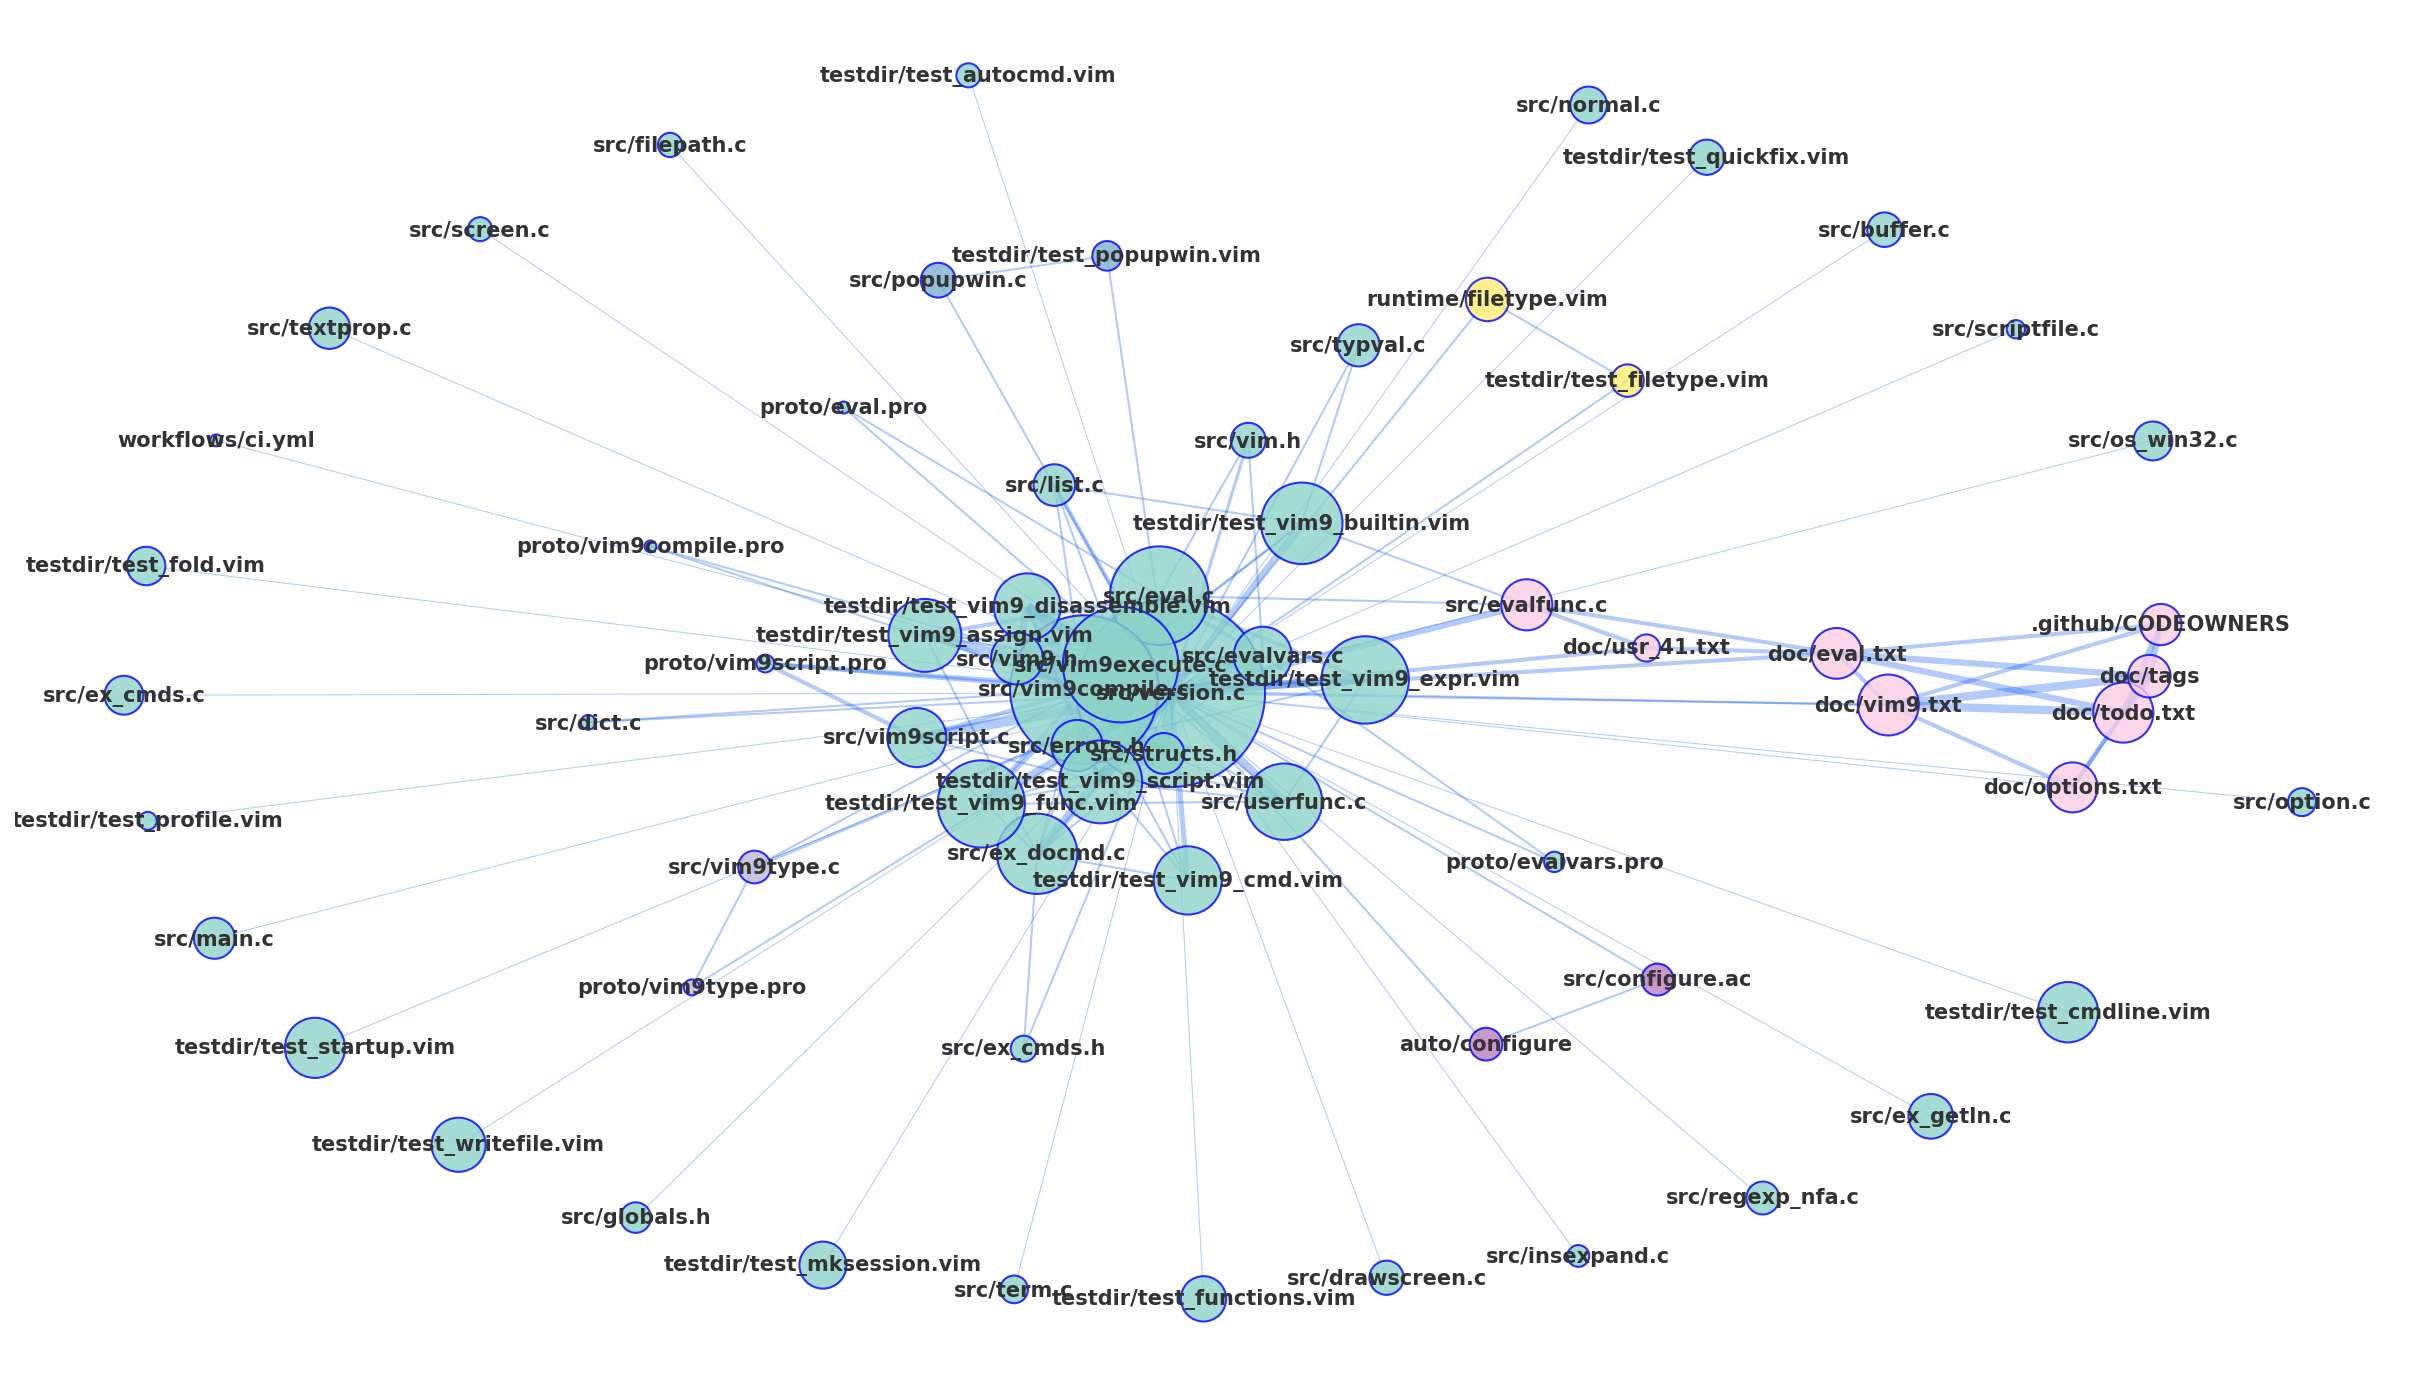 testdir/test_autocmd.vim
src/normal.c
src/filepath.c
testdir/test_quickfix.vim
src/screen.c
src/buffer.c
testdir/test_popupwin.vim
src/popupwin.c
runtime/filetype.vim
src/textprop.c
src/scriptfile.c
src/typval.c
testdir/test_filetype.vim
proto/eval.pro
workflows/ci.yml
src/vim.h
src/os_win32.c
src/list.c
testdir/test_vim9_builtin.vim
proto/vim9compile.pro
testdir/test_fold.vim
src/eval.c
testdir/test_vim9_disassemble.vim
src/evalfunc.c
.github/CODEOWNERS
testdir/test_vim9_assign.vim
doc/usr_41.txt
doc/eval.txt
src/vim9.h
src/evalvars.c
proto/vim9script.pro
src/vim9execute.c
doc/tags
testdir/test_vim9_expr.vim
src/vim9compile.c
src/version.c
src/ex_cmds.c
doc/vim9.txt
doc/todo.txt
src/dict.c
src/vim9script.c
src/errors.h
src/structs.h
testdir/test_vim9_script.vim
doc/options.txt
testdir/test_vim9_func.vim
src/userfunc.c
src/option.c
testdir/test_profile.vim
src/ex_docmd.c
proto/evalvars.pro
src/vim9type.c
testdir/test_vim9_cmd.vim
src/main.c
src/configure.ac
proto/vim9type.pro
testdir/test_cmdline.vim
auto/configure
testdir/test_startup.vim
src/ex_cmds.h
src/ex_getln.c
testdir/test_writefile.vim
src/regexp_nfa.c
src/globals.h
src/insexpand.c
testdir/test_mksession.vim
src/drawscreen.c
src/term.c
testdir/test_functions.vim